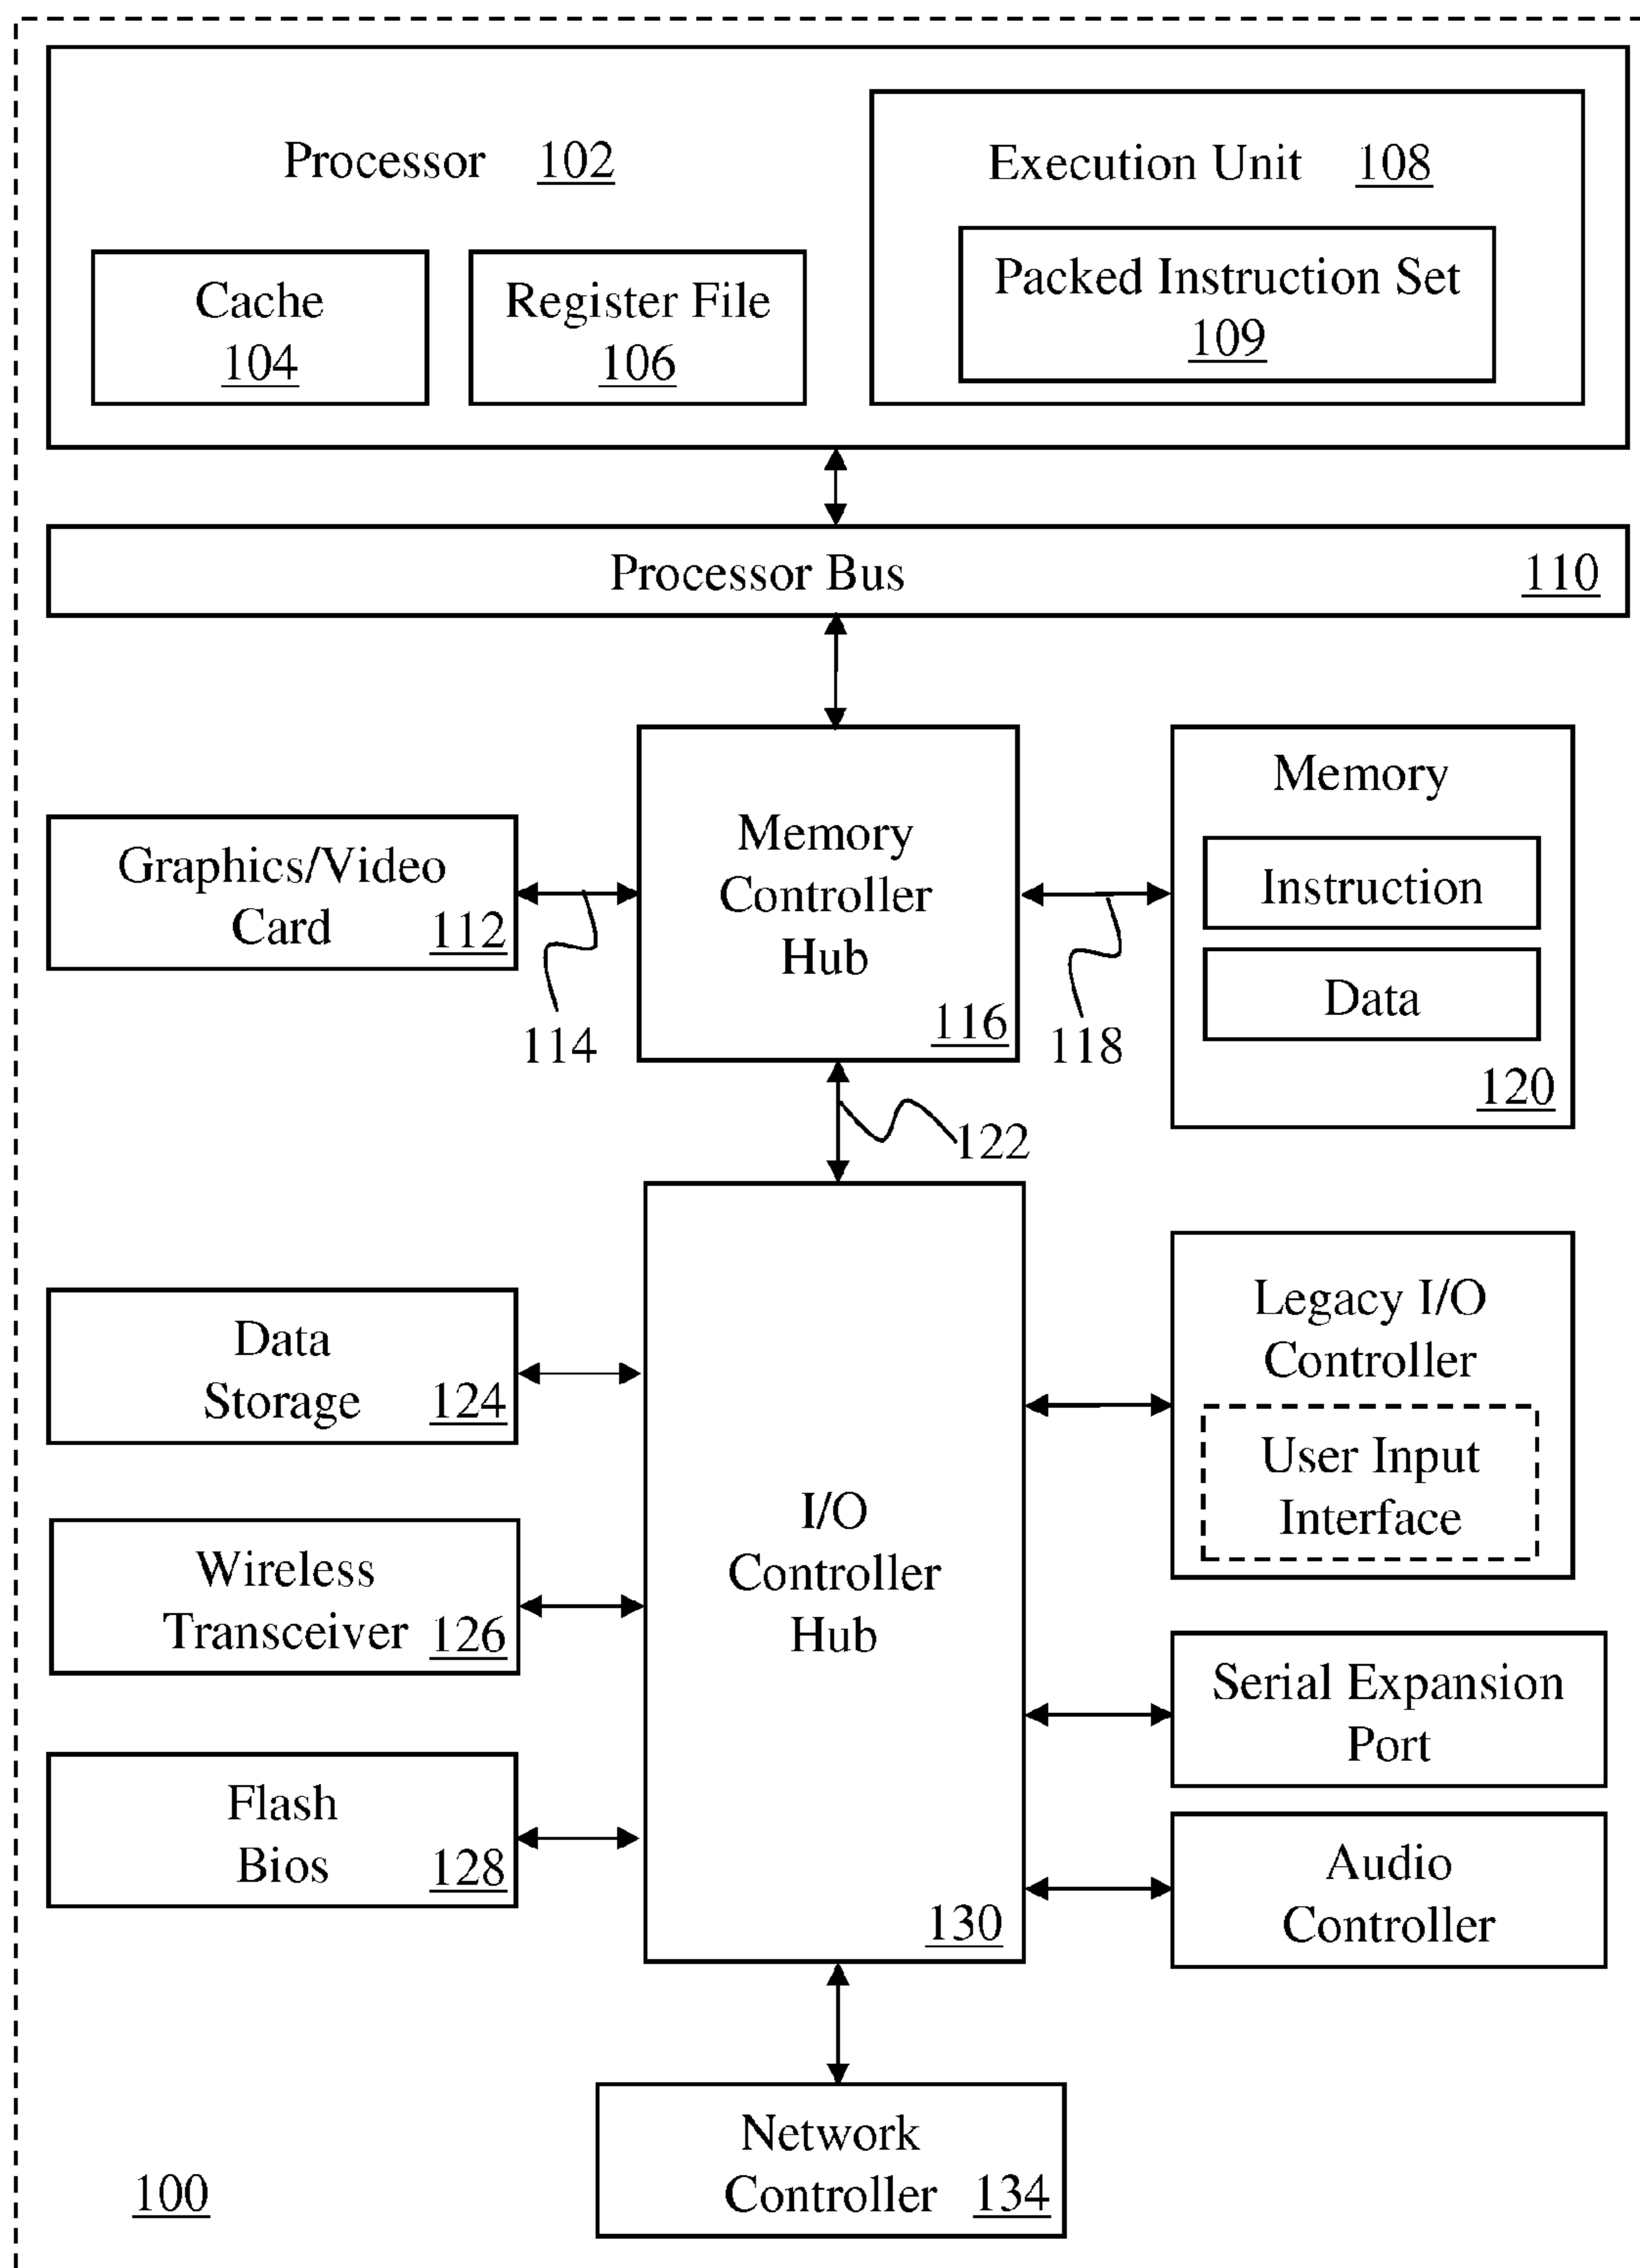 Processor 102
Execution Unit 108
Cache
104
Register File
106
Packed Instruction Set
109
Processor Bus 110
Graphics/Video
Card 112
114
Memory
Controller
Hub
116
118
Memory
Instruction
Data
120
122
Data
Storage 124
Wireless
Transceiver 126
Flash
Bios 128
I/O
Controller
Hub
130
Legacy I/O
Controller
User Input
Interface
Serial Expansion
Port
Audio
Controller
Network
Controller 134
100